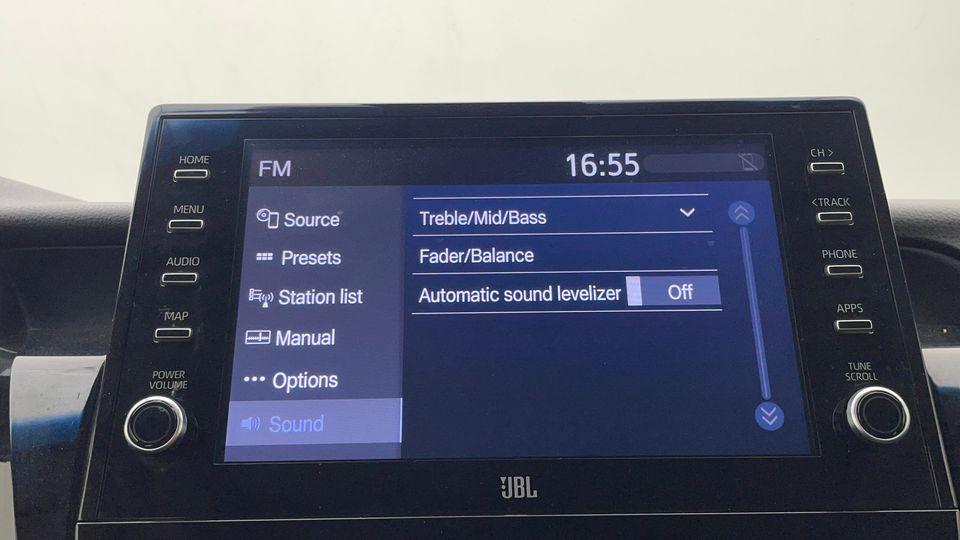 HOME
MENU
AUDIO
MAP
POWER
VOLUME
FM
16:55
Source
Presets
Station list
Manual
Options
Sound
Treble/Mid/Bass
Fader/Balance
Automatic sound levelizer Off
CH >
<TRACK
PHONE
APPS
TUNE
SCROLL
JBL